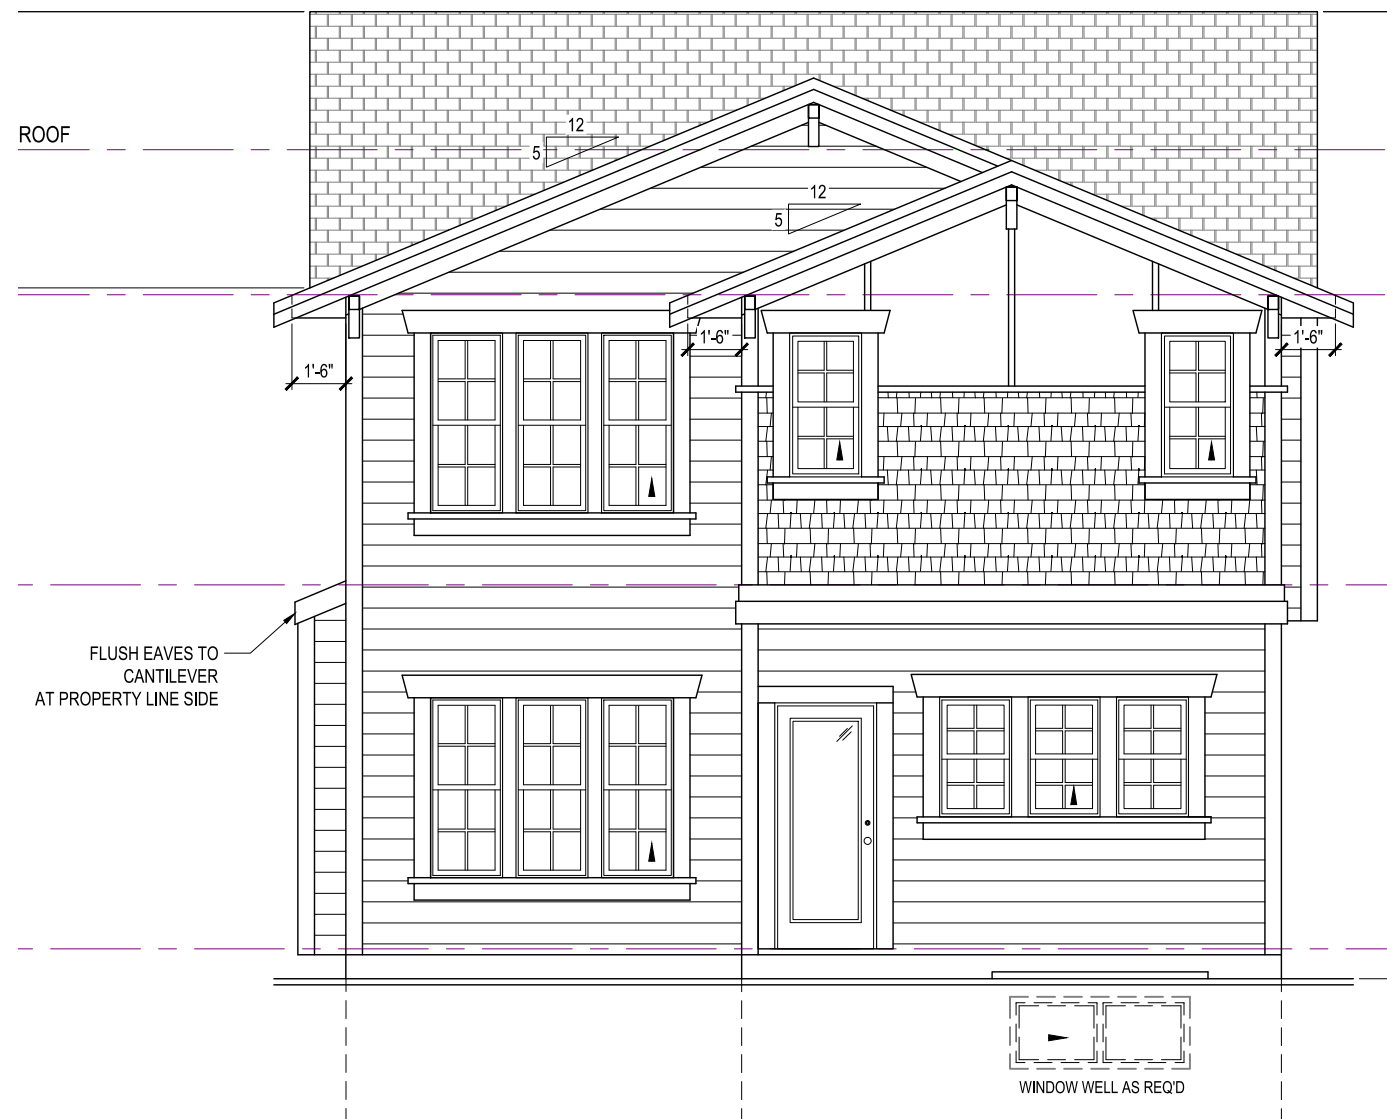 12
ROOF
5
12
5
1'-6"
1'-6"
1'-6"
FLUSH EAVES TO
CANTILEVER
AT PROPERTY LINE SIDE
WINDOW WELL AS REQ'D